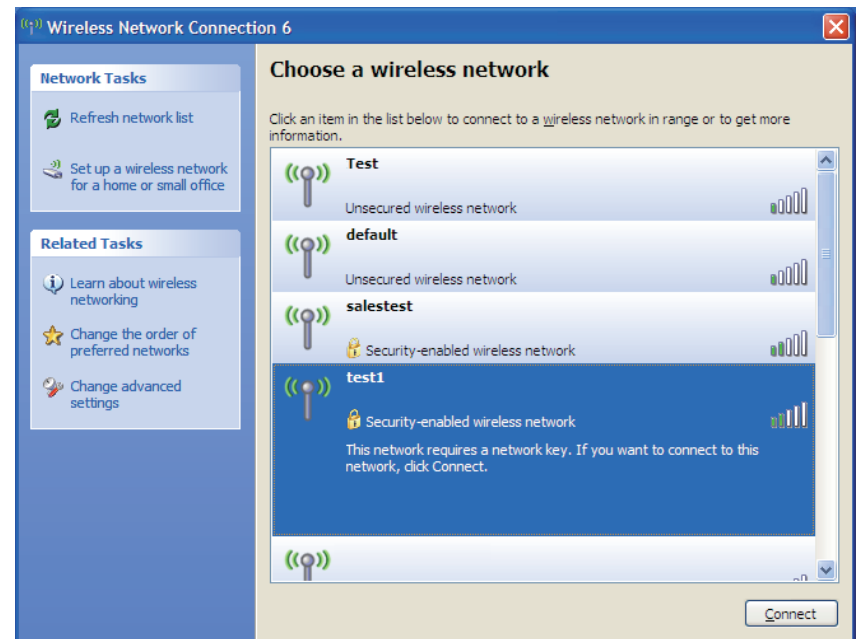 Wireless Network Connection 6
Network Tasks
Refresh network list
Set up a wireless network
for a home or small office
Related Tasks
Learn about wireless
networking
Change the order of
preferred networks
Change advanced
settings
Choose a wireless network
Click an item in the list below to connect to a wireless network in range or to get more
information.
Test
Unsecured wireless network
default
Unsecured wireless network
salestest
Security-enabled wireless network
test1
Security-enabled wireless network
This network requires a network key. If you want to connect to this
network, click Connect.
Connect